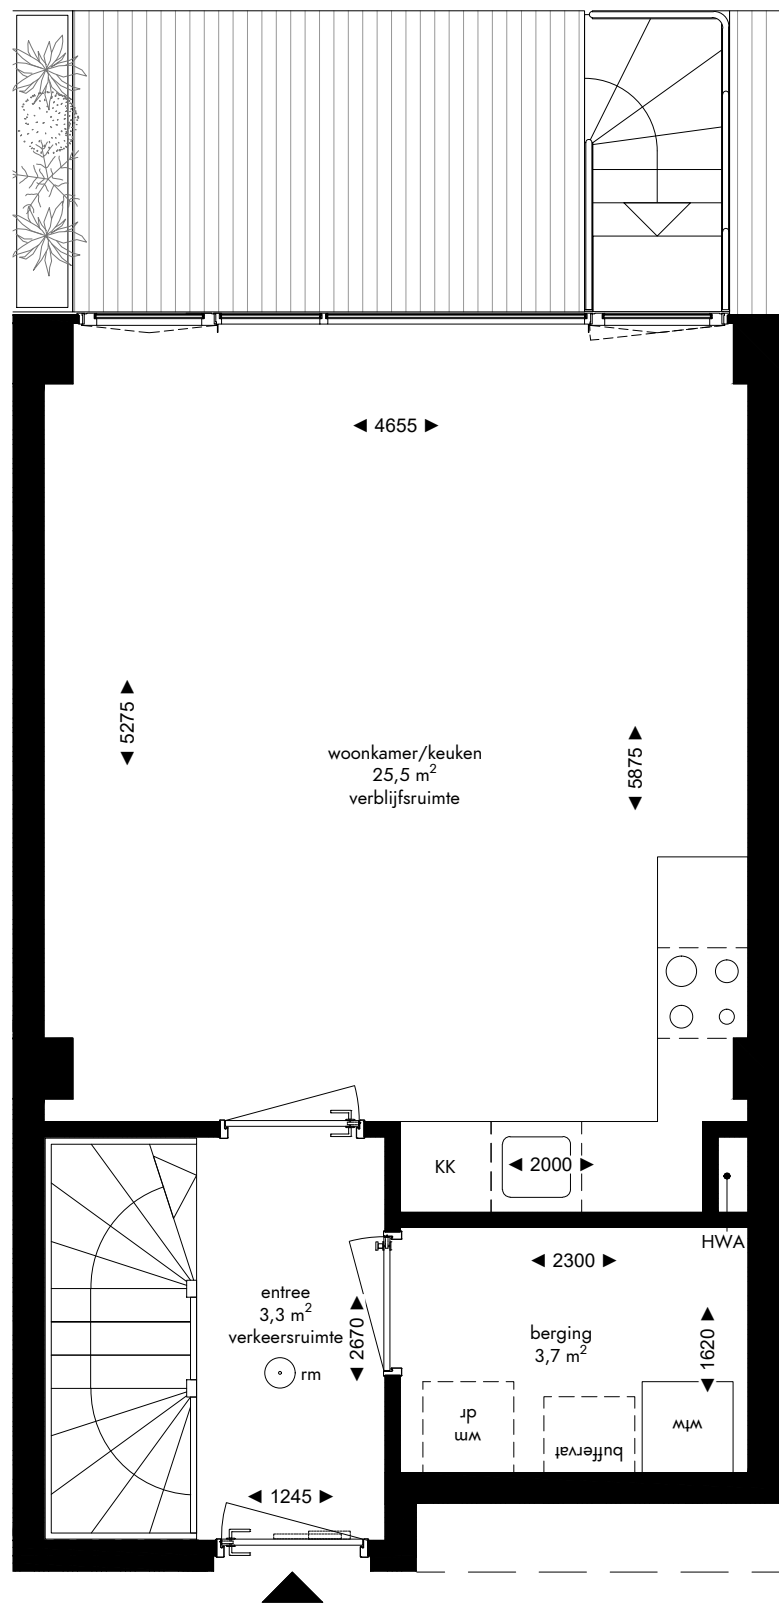 4655
5275
5875
woonkamer/keuken
25,5 m²
verblijfsruimte
KK
2000
HWA
2300
entree
3,3 m²
verkeersruimte
2670
rm
berging
3,7 m²
1620
wm
dr
buffervat
wtw
1245